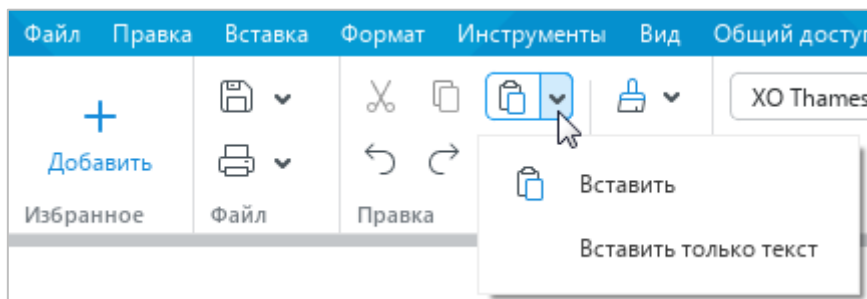 Файл Правка Вставка Формат Инструменты Вид Общий доступ
XO Thames
Добавить
Вставить
Избранное Файл Правка
Вставить только текст